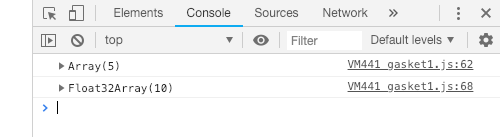 Elements Console Sources Network »
top Filter Default levels
Array(5) VM441 gasket1.js:62
Float32Array(10) VM441 gasket1.js:68
>